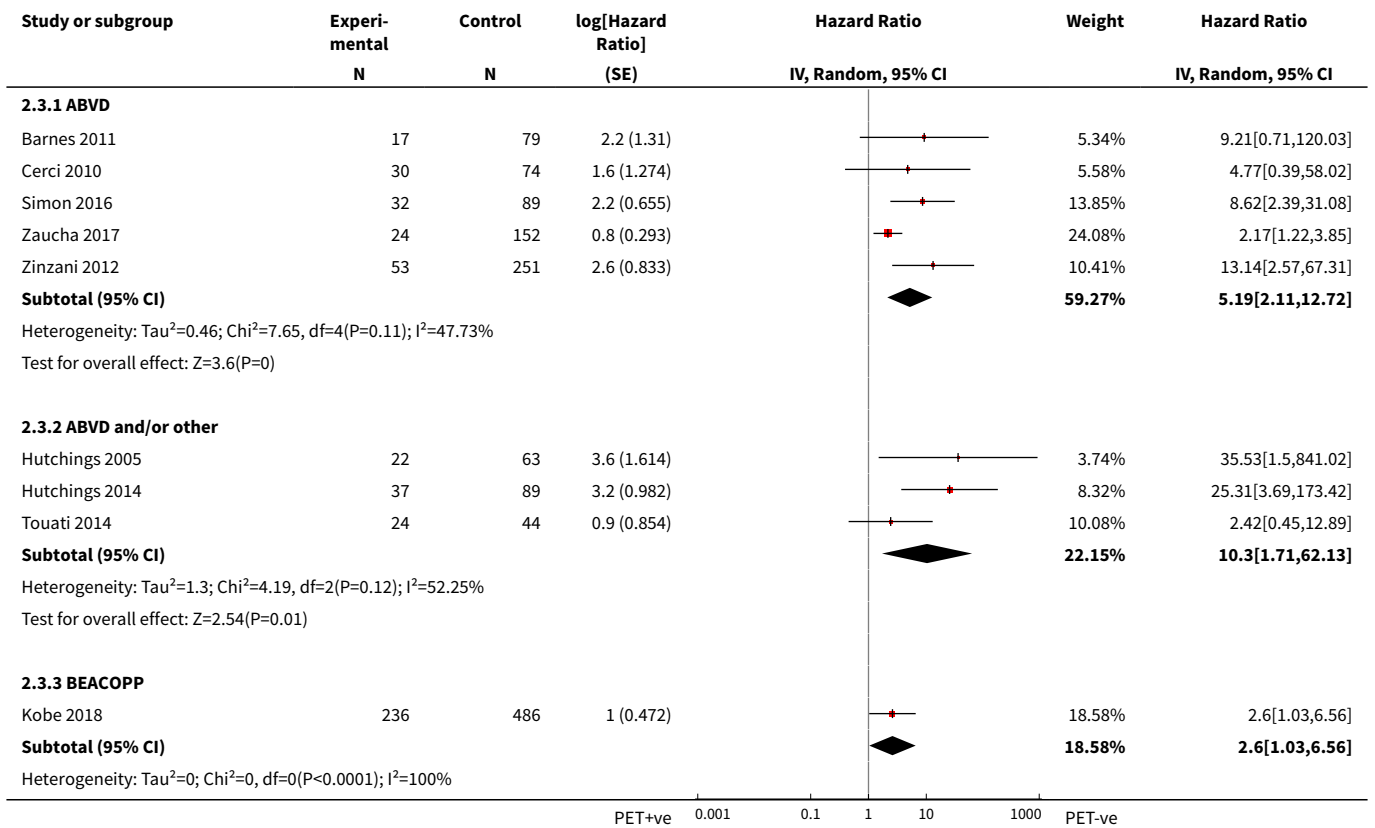 Study or subgroup Experi- Control log[Hazard Hazard Ratio Weight Hazard Ratio
mental Ratio]
N N (SE) IV, Random, 95% CI IV, Random, 95% CI
2.3.1 ABVD
Barnes 2011 17 79 2.2 (1.31) 5.34% 9.21[0.71,120.03]
Cerci 2010 30 74 1.6 (1.274) 5.58% 4.77[0.39,58.02]
Simon 2016 32 89 2.2 (0.655) 13.85% 8.62[2.39,31.08]
Zaucha 2017 24 152 0.8 (0.293) 24.08% 2.17[1.22,3.85]
Zinzani 2012 53 251 2.6 (0.833) 10.41% 13.14[2.57,67.31]
Subtotal (95% CI) 59.27% 5.19[2.11,12.72]
Heterogeneity: Tau²=0.46; Chi²=7.65, df=4(P=0.11); I²=47.73%
Test for overall effect: Z=3.6(P=0)
2.3.2 ABVD and/or other
Hutchings 2005 22 63 3.6 (1.614) 3.74% 35.53[1.5,841.02]
Hutchings 2014 37 89 3.2 (0.982) 8.32% 25.31[3.69,173.42]
Touati 2014 24 44 0.9 (0.854) 10.08% 2.42[0.45,12.89]
Subtotal (95% CI) 22.15% 10.3[1.71,62.13]
Heterogeneity: Tau²=1.3; Chi²=4.19, df=2(P=0.12); I²=52.25%
Test for overall effect: Z=2.54(P=0.01)
2.3.3 BEACOPP
Kobe 2018 236 486 1 (0.472) 18.58% 2.6[1.03,6.56]
Subtotal (95% CI) 18.58% 2.6[1.03,6.56]
Heterogeneity: Tau²=0; Chi²=0, df=0(P<0.0001); I²=100%
PET+ve 0.001 0.1 1 10 1000 PET-ve